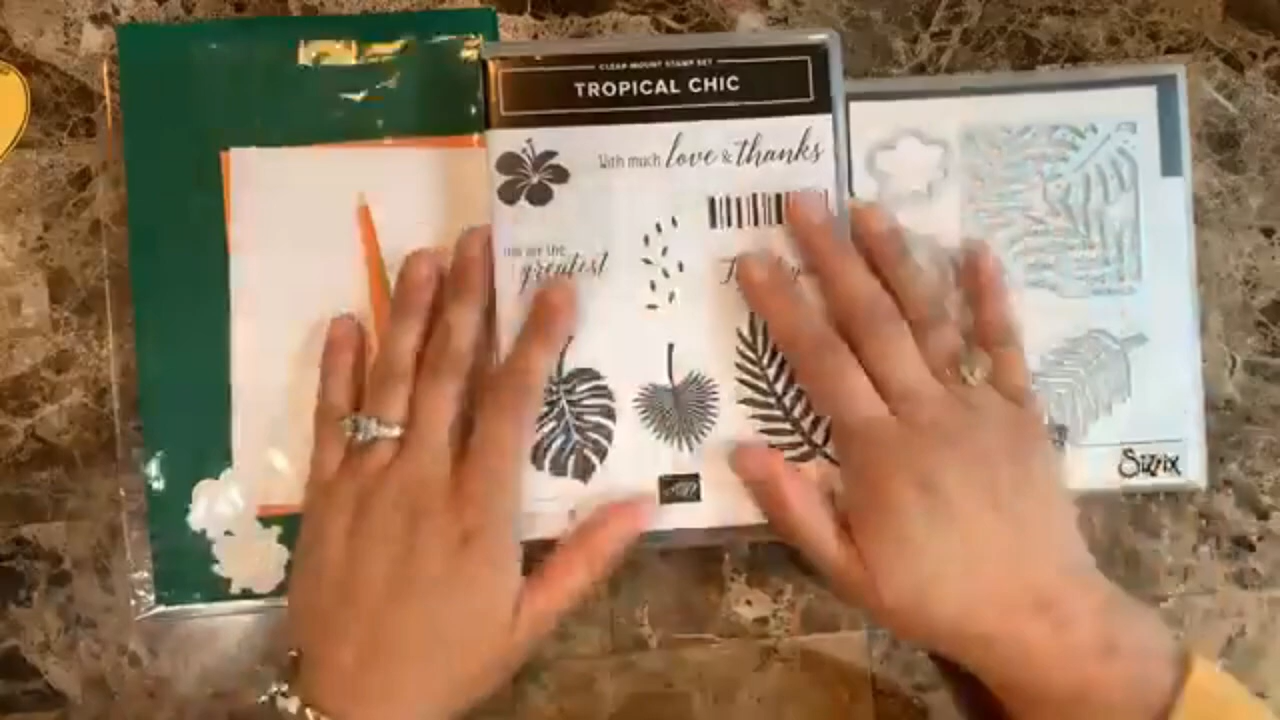 CLEAR-MOUNT STAMP SET
TROPICAL CHIC
With much love & thanks
you are the
greatest
Sizzix